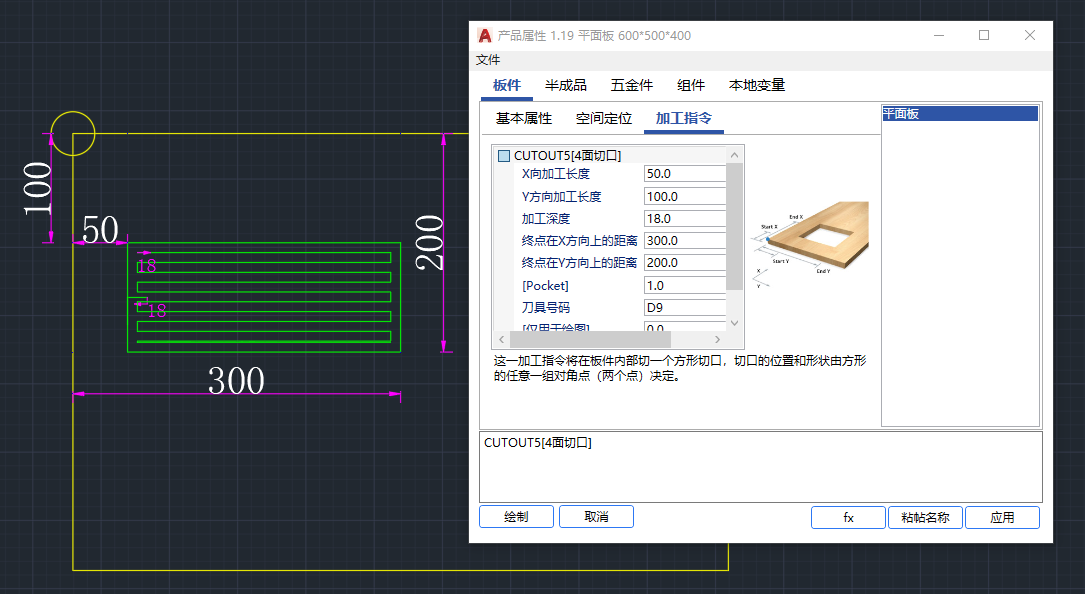 100
50
200
18
18
300
产品属性 1.19 平面板 600*500*400
文件
板件 半成品 五金件 组件 本地变量
基本属性 空间定位 加工指令
平面板
CUTOUT5[4面切口]
X向加工长度 50.0
Y方向加工长度 100.0
加工深度 18.0
终点在X方向上的距离 300.0
终点在Y方向上的距离 200.0
[Pocket] 1.0
刀具号码 D9
[仅用于绘图] 0.0
End X
Start X
Start Y
End Y
X
Y
这一加工指令将在板件内部切一个方形切口，切口的位置和形状由方形
的任意一组对角点（两个点）决定。
CUTOUT5[4面切口]
绘制 取消 fx 粘帖名称 应用